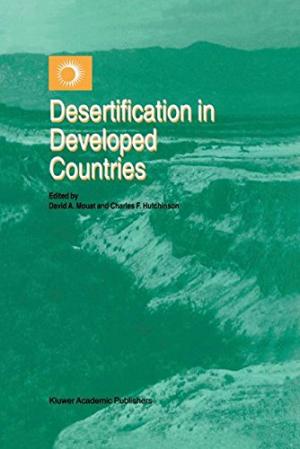 Desertification in
Developed
Countries
Edited by
David A. Mouat and Charles F. Hutchinson
Kluwer Academic Publishers